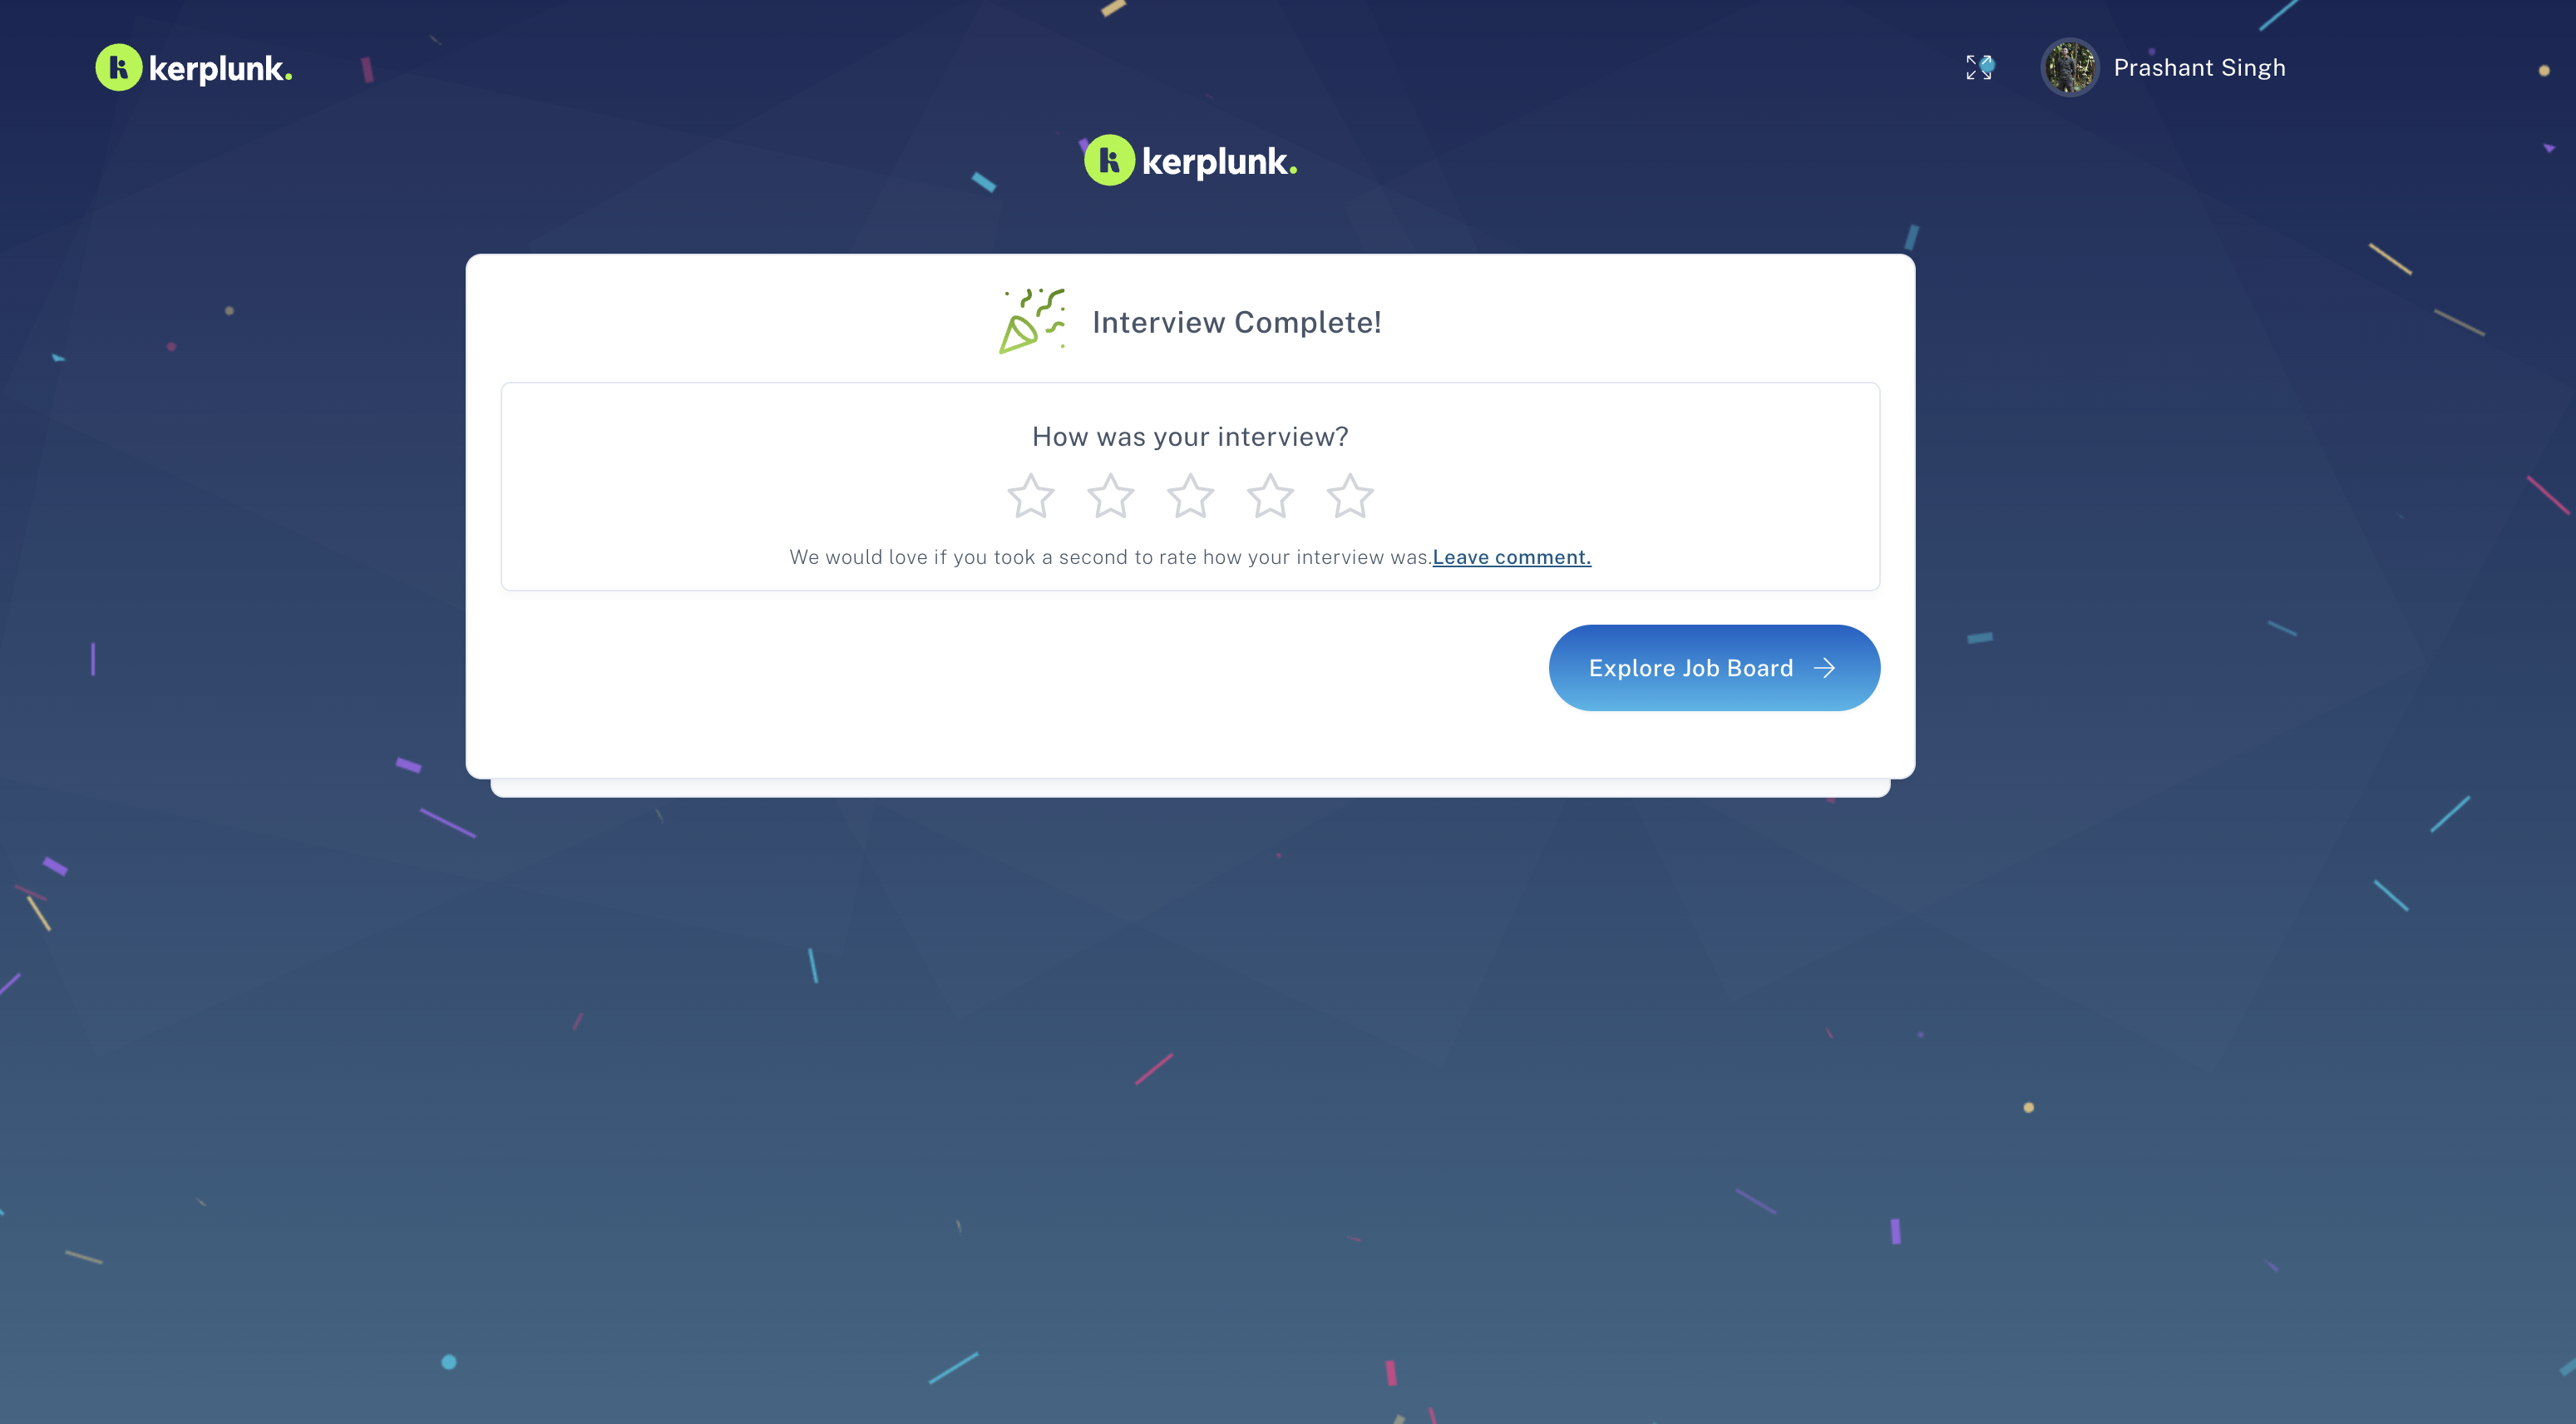 kerplunk.
Prashant Singh
kerplunk.
Interview Complete!
How was your interview?
We would love if you took a second to rate how your interview was.Leave comment.
Explore Job Board